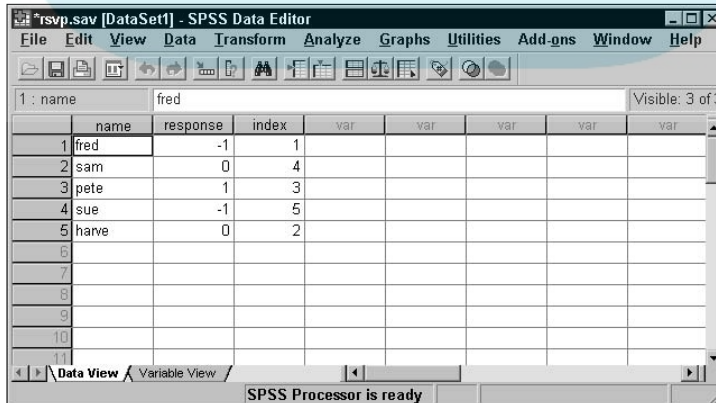 *rsvp.sav [DataSet1] - SPSS Data Editor
File Edit View Data Transform Analyze Graphs Utilities Add-ons Window Help
1 : name fred Visible: 3 of
name response index var var var var var
1 fred -1 1
2 sam 0 4
3 pete 1 3
4 sue -1 5
5 harve 0 2
6
7
8
9
10
11
Data View Variable View
SPSS Processor is ready